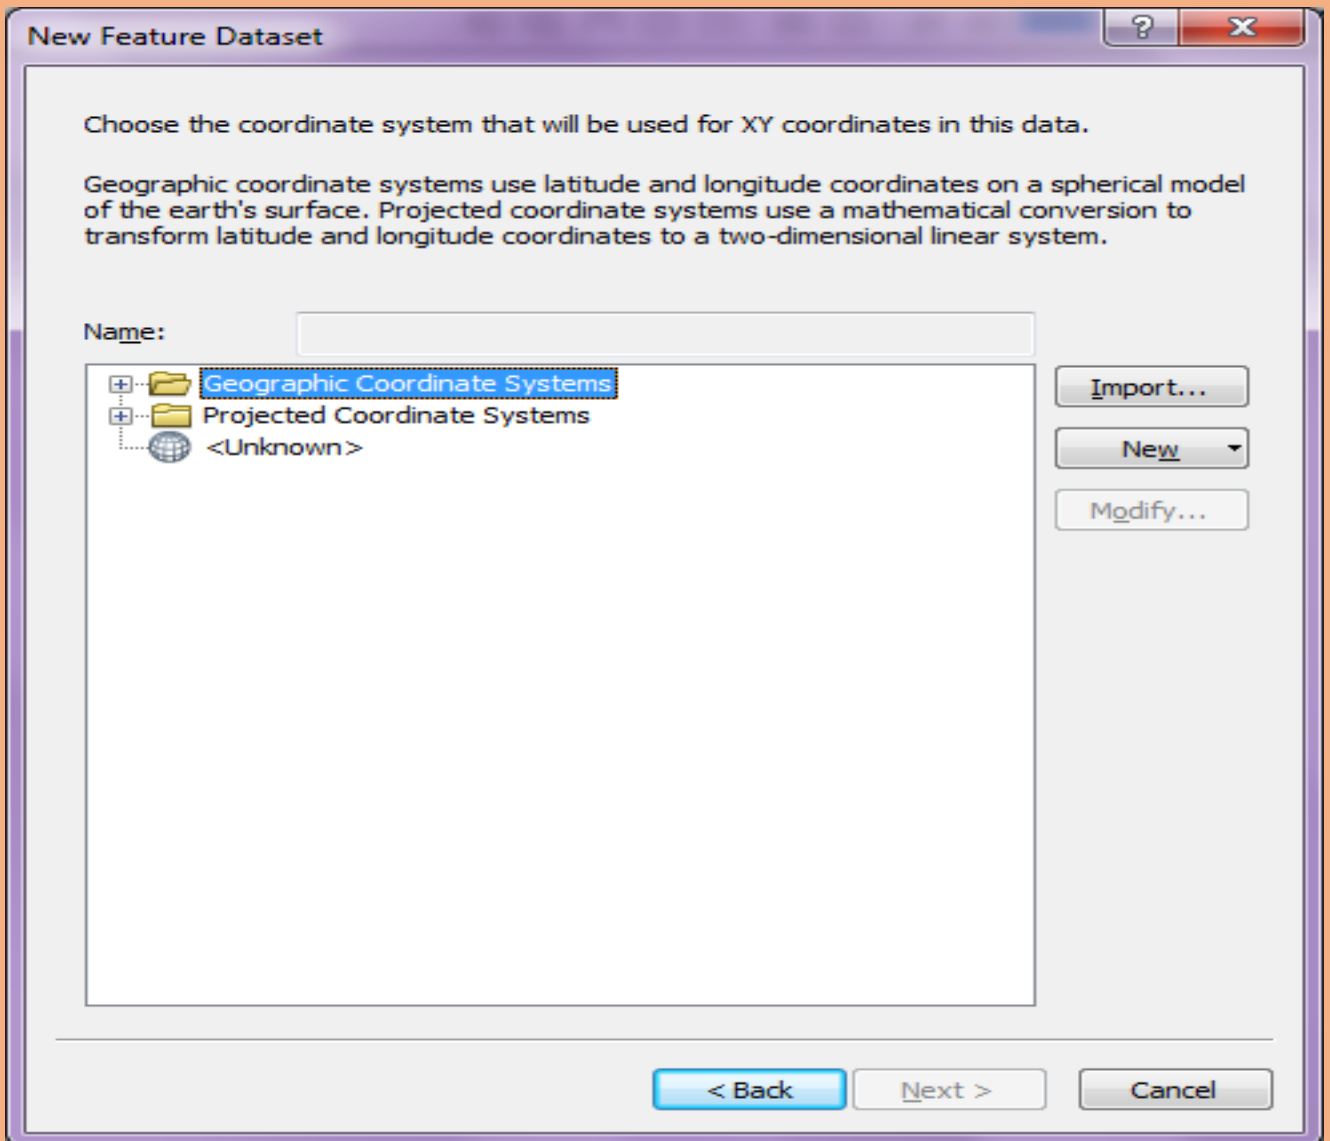 New Feature Dataset
?
Choose the coordinate system that will be used for XY coordinates in this data.
Geographic coordinate systems use latitude and longitude coordinates on a spherical model
of the earth's surface. Projected coordinate systems use a mathematical conversion to
transform latitude and longitude coordinates to a two-dimensional linear system.
Name:
Geographic Coordinate Systems
Projected Coordinate Systems
<Unknown>
Import...
New
Modify...
< Back
Next >
Cancel